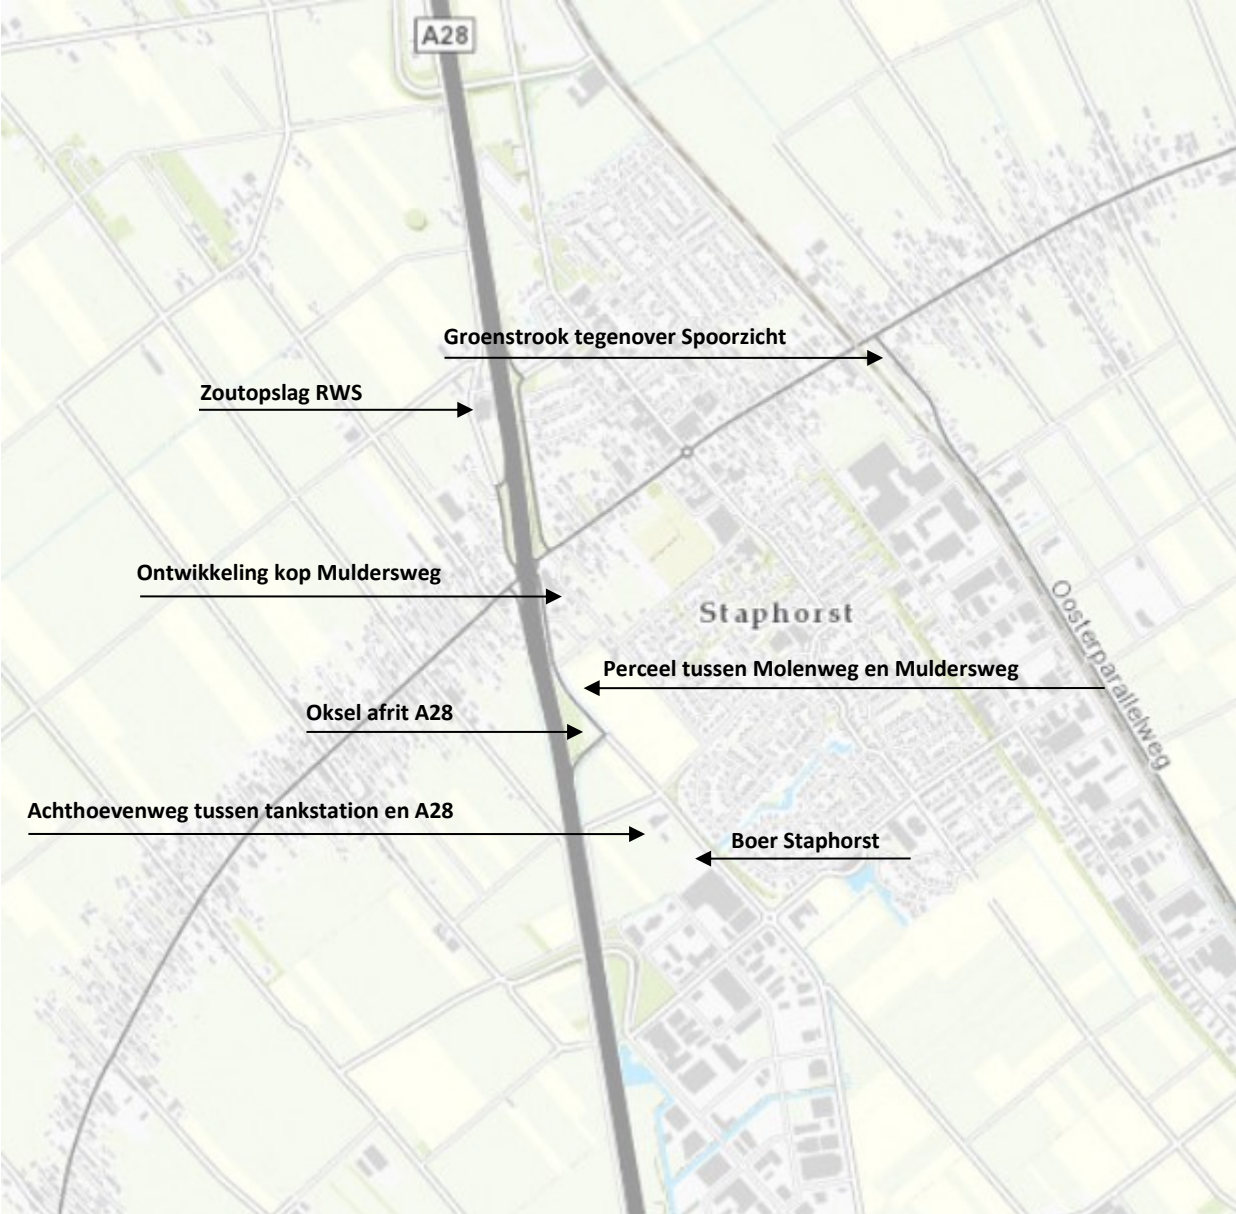 A28
Groenstrook tegenover Spoorzicht
Zoutopslag RWS
Ontwikkeling kop Muldersweg
Staphorst
Oosterparallelweg
Perceel tussen Molenweg en Muldersweg
Oksel afrit A28
Achthoevenweg tussen tankstation en A28
Boer Staphorst